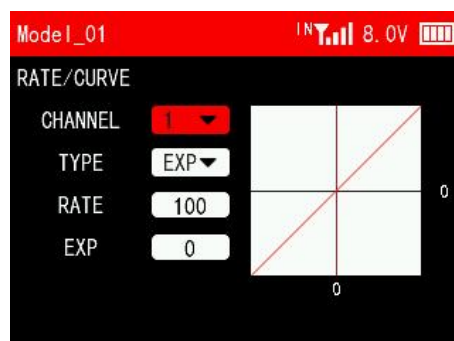 Model_01 IN 8.0V
RATE/CURVE
CHANNEL 1
TYPE EXP
RATE 100
0
EXP 0
0